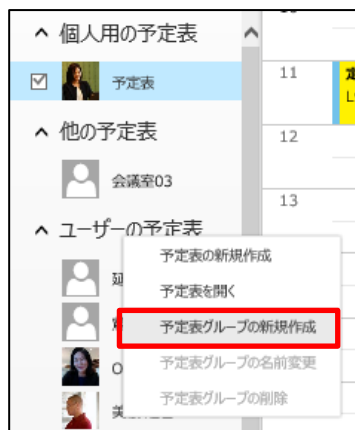 個人用の予定表
予定表
11
12
他の予定表
会議室03
13
ユーザーの予定表
予定表の新規作成
予定表を開く
予定表グループの新規作成
予定表グループの名前変更
予定表グループの削除